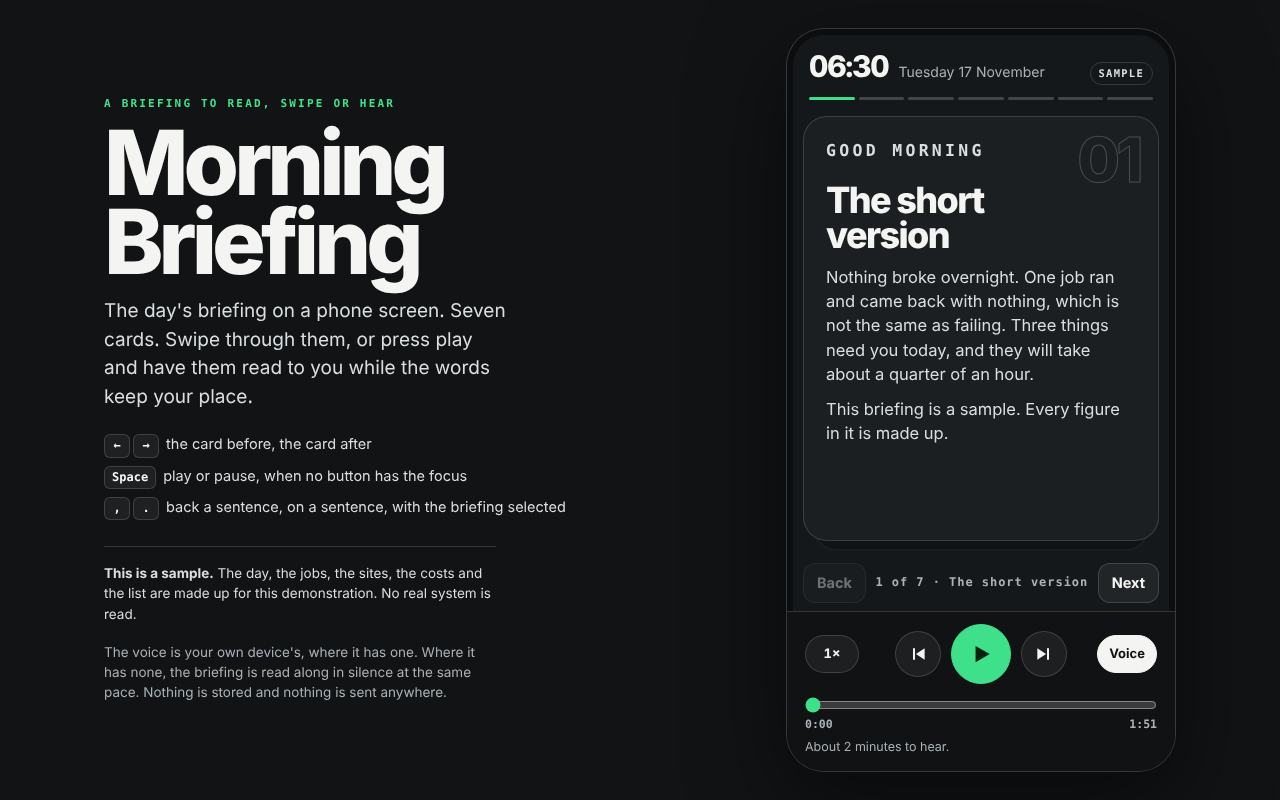 A BRIEFING TO READ, SWIPE OR HEAR
Morning
Briefing
The day's briefing on a phone screen. Seven
cards. Swipe through them, or press play
and have them read to you while the words
keep your place.
← → the card before, the card after
Space play or pause, when no button has the focus
, . back a sentence, on a sentence, with the briefing selected
This is a sample. The day, the jobs, the sites, the costs and
the list are made up for this demonstration. No real system is
read.
The voice is your own device's, where it has one. Where it
has none, the briefing is read along in silence at the same
pace. Nothing is stored and nothing is sent anywhere.
06:30 Tuesday 17 November SAMPLE
GOOD MORNING 01
The short
version
Nothing broke overnight. One job ran
and came back with nothing, which is
not the same as failing. Three things
need you today, and they will take
about a quarter of an hour.
This briefing is a sample. Every figure
in it is made up.
Back 1 of 7 · The short version Next
1× Voice
0:00 1:51
About 2 minutes to hear.